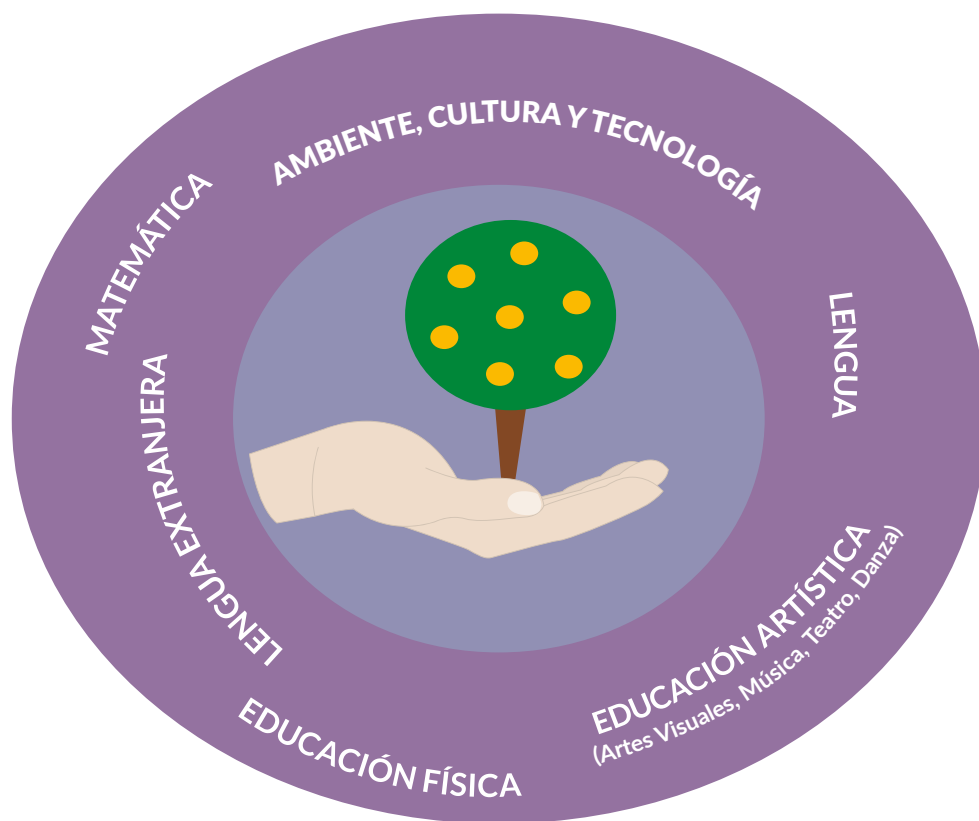 AMBIENTE, CULTURA Y TECNOLOGÍA
LENGUA
EDUCACIÓN ARTÍSTICA
(Artes Visuales, Música, Teatro, Danza)
EDUCACIÓN FÍSICA
LENGUA EXTRANJERA
MATEMÁTICA